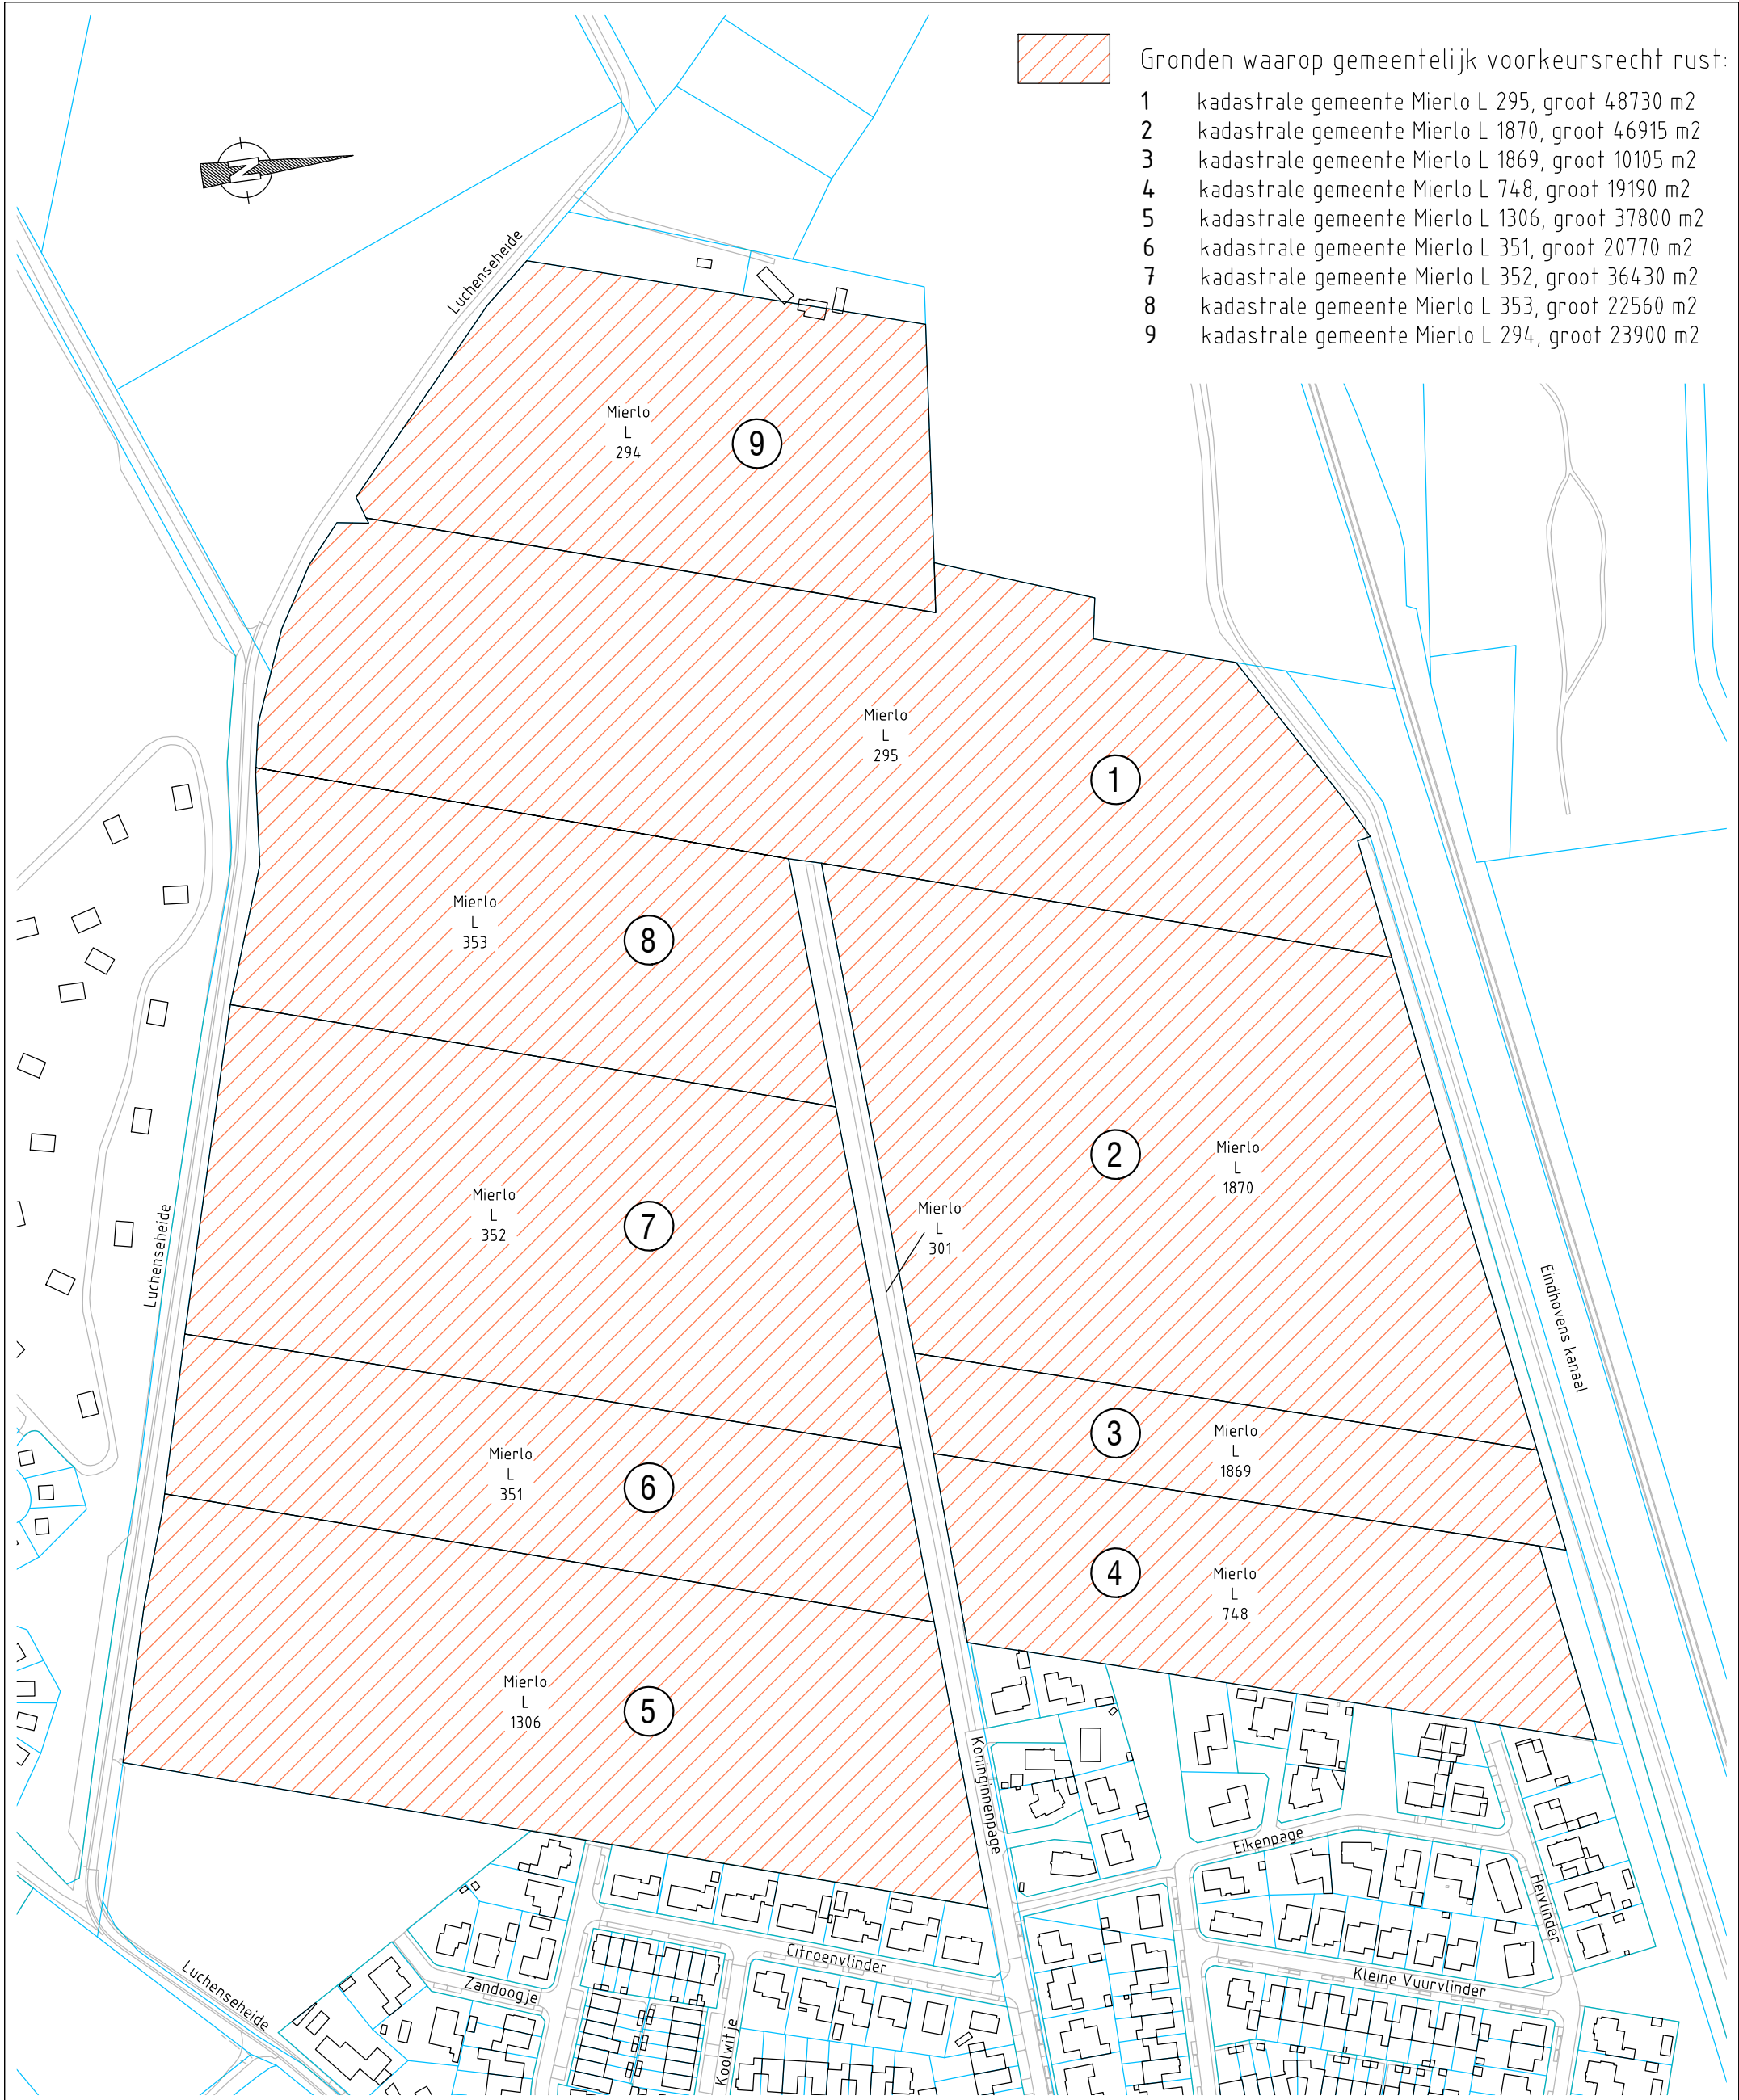 Gronden waarop gemeentelijk voorkeursrecht rust:
1 kadastrale gemeente Mierlo L 295, groot 48730 m2
2 kadastrale gemeente Mierlo L 1870, groot 46915 m2
3 kadastrale gemeente Mierlo L 1869, groot 10105 m2
4 kadastrale gemeente Mierlo L 748, groot 19190 m2
5 kadastrale gemeente Mierlo L 1306, groot 37800 m2
6 kadastrale gemeente Mierlo L 351, groot 20770 m2
7 kadastrale gemeente Mierlo L 352, groot 36430 m2
8 kadastrale gemeente Mierlo L 353, groot 22560 m2
9 kadastrale gemeente Mierlo L 294, groot 23900 m2
N
Luchenseheide
Mierlo
L
294
9
Mierlo
L
295
1
Mierlo
L
353
8
Mierlo
L
1870
2
Mierlo
L
352
7
Mierlo
L
301
Luchenseheide
Eindhovens kanaal
Mierlo
L
1869
3
Mierlo
L
351
6
Mierlo
L
748
4
Mierlo
L
1306
5
Koninginnenpage
Eikenpage
Heivlinder
Citroenvlinder
Kleine Vuurvlinder
Zandoogje
Luchenseheide
Koolwitje